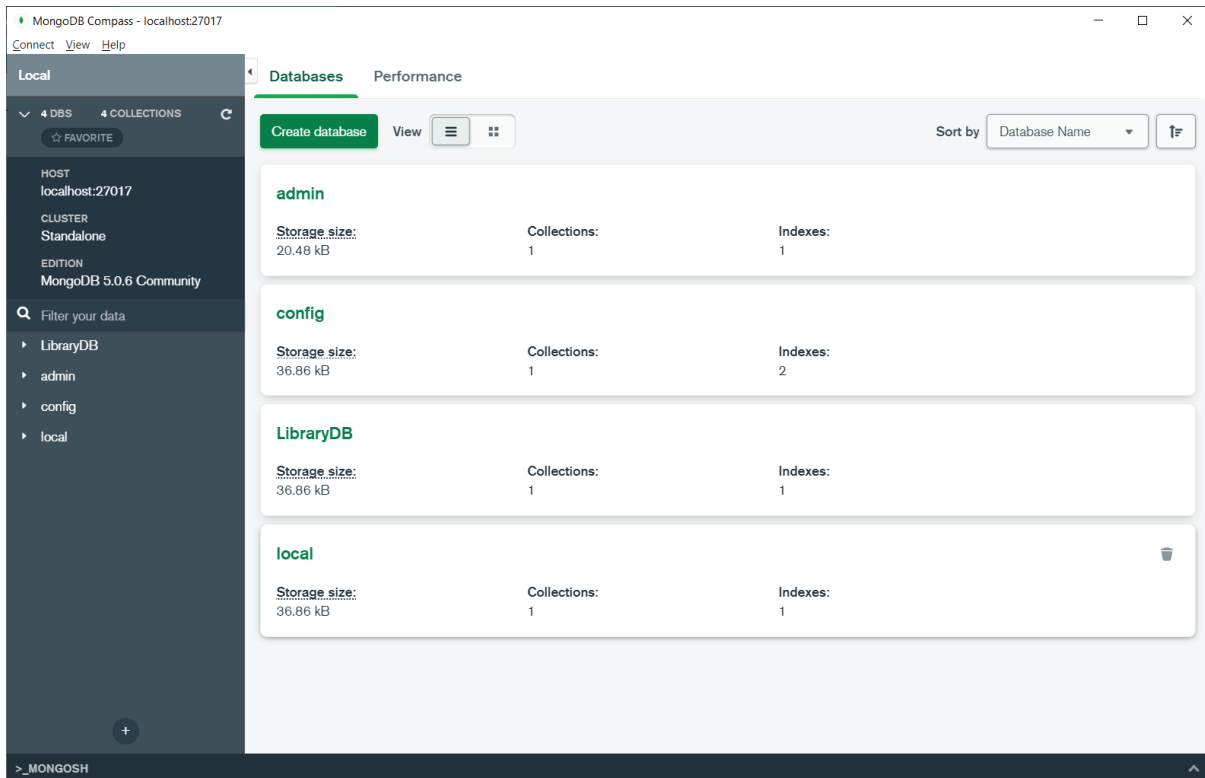 MongoDB Compass - localhost:27017
Connect View Help
Local
4 DBS 4 COLLECTIONS
FAVORITE
HOST
localhost:27017
CLUSTER
Standalone
EDITION
MongoDB 5.0.6 Community
Filter your data
LibraryDB
admin
config
local
>_MONGOSH
Databases Performance
Create database View Sort by Database Name
admin
Storage size: Collections: Indexes:
20.48 kB 1 1
config
Storage size: Collections: Indexes:
36.86 kB 1 2
LibraryDB
Storage size: Collections: Indexes:
36.86 kB 1 1
local
Storage size: Collections: Indexes:
36.86 kB 1 1